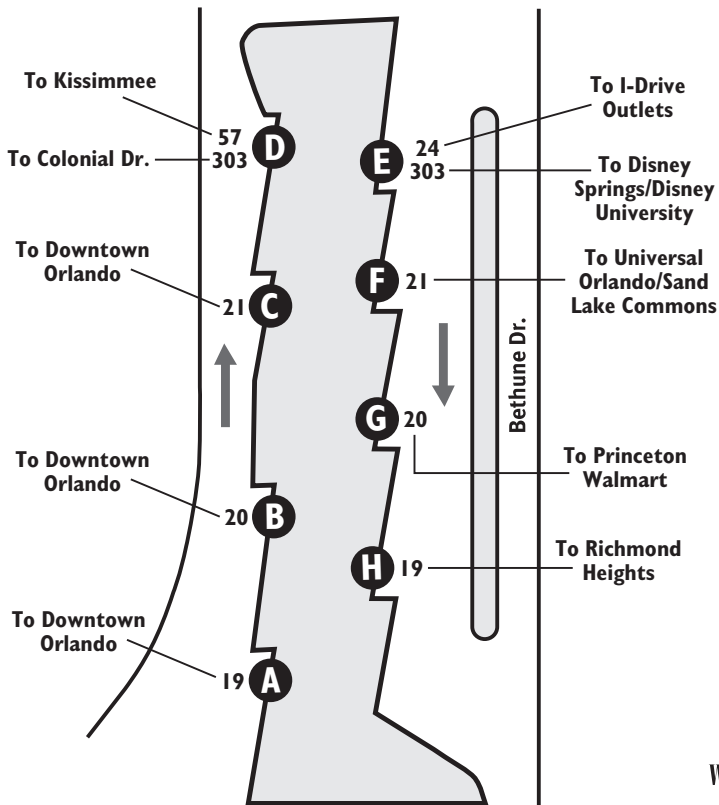 To Kissimmee
57
D
To Colonial Dr.
303
To Downtown
Orlando
21
C
To Downtown
Orlando
20
B
To Downtown
Orlando
19
A
To I-Drive
Outlets
E
24
303
To Disney
Springs/Disney
University
F
21
To Universal
Orlando/Sand
Lake Commons
Bethune Dr.
G
20
To Princeton
Walmart
H
19
To Richmond
Heights
W